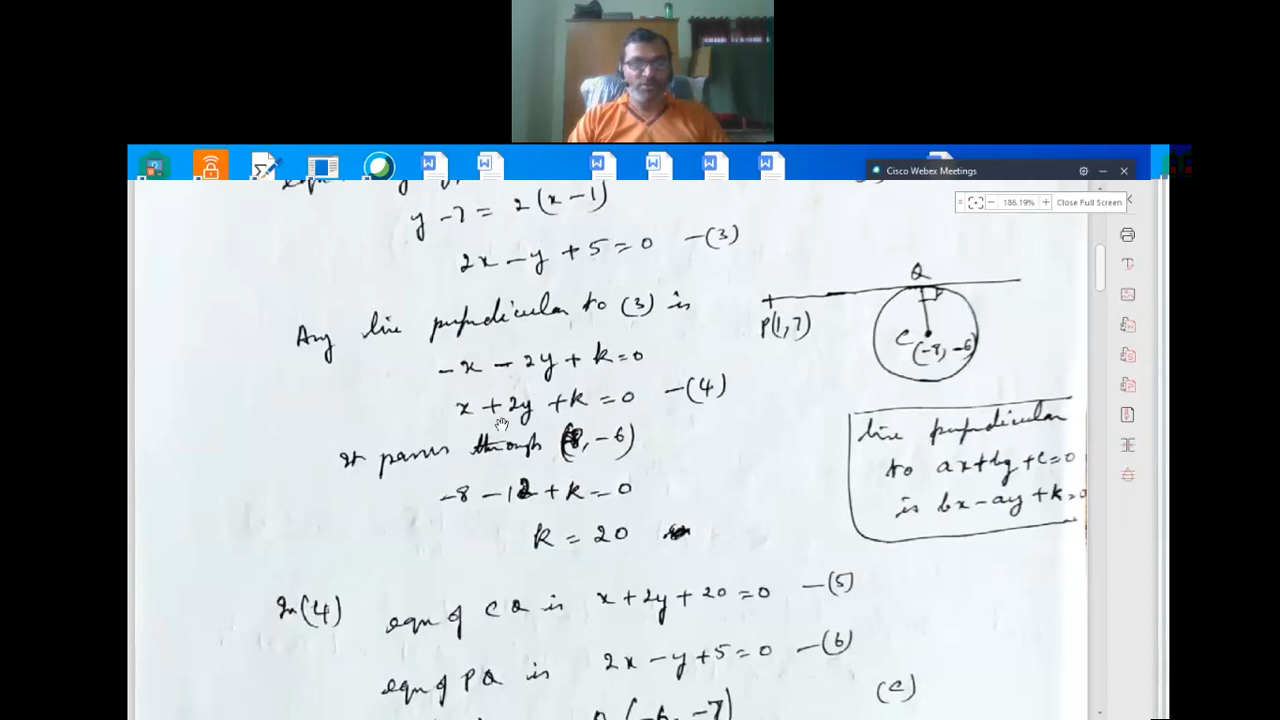 Cisco Webex Meetings
186.19%
Close Full Screen
y - 7 = 2(x - 1)
2x - y + 5 = 0 - (3)
Any line perpendicular to (3) is
- x - 2y + k = 0
x + 2y + k = 0 - (4)
It passes through (-8, -6)
-8 - 12 + k = 0
k = 20
In (4) eqn of CQ is x + 2y + 20 = 0 - (5)
eqn of PQ is 2x - y + 5 = 0 - (6)
(c)
Q (-6, -7)
Q
P(1, 7)
C
(-8, -6)
line perpendicular
to ax + by + c = 0
is bx - ay + k = 0